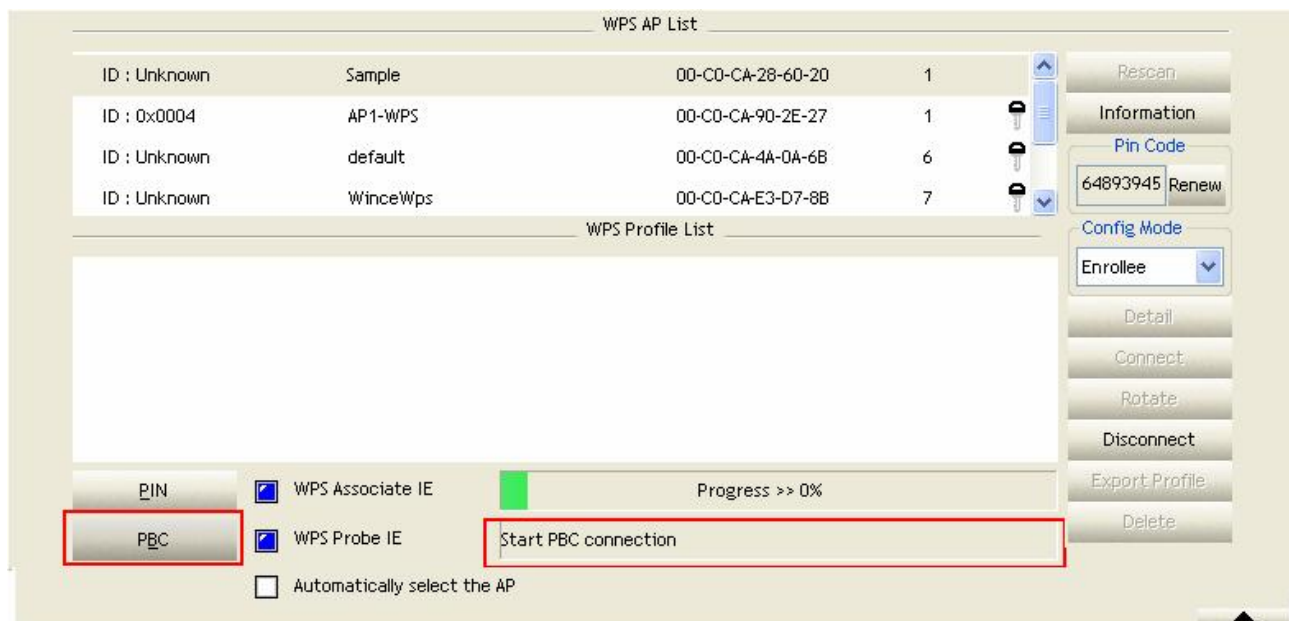 WPS AP List
ID : Unknown Sample 00-C0-CA-28-60-20 1
ID : 0x0004 AP1-WPS 00-C0-CA-90-2E-27 1
ID : Unknown default 00-C0-CA-4A-0A-6B 6
ID : Unknown WinceWps 00-C0-CA-E3-D7-8B 7
Rescan
Information
Pin Code
64893945 Renew
WPS Profile List
Config Mode
Enrollee
Detail
Connect
Rotate
Disconnect
Export Profile
Delete
PIN WPS Associate IE Progress >> 0%
PBC WPS Probe IE Start PBC connection
Automatically select the AP